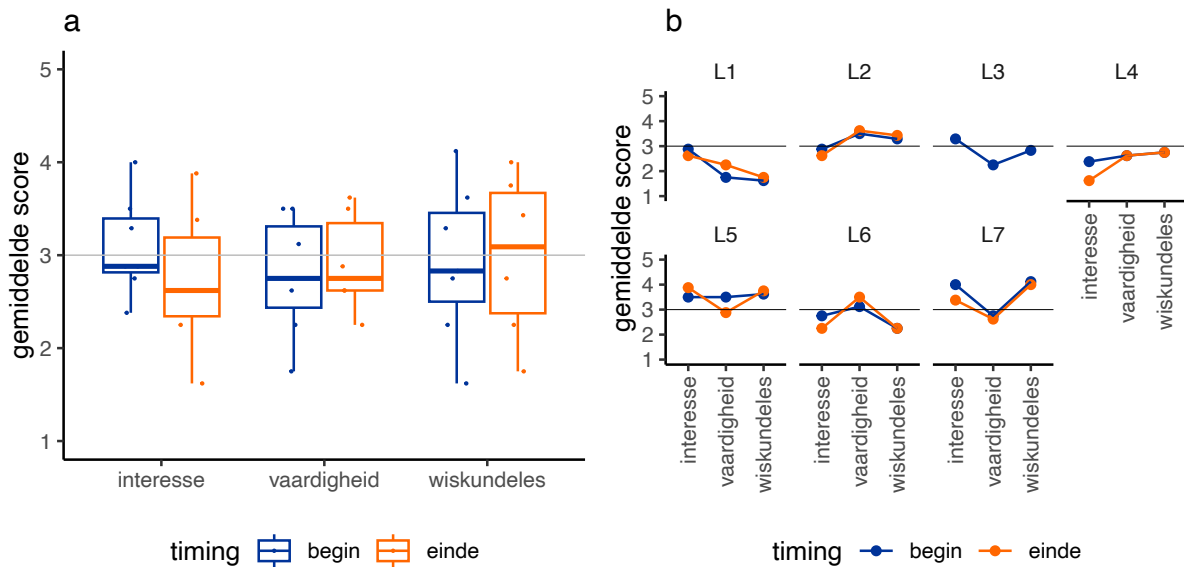 a
gemiddelde score
5
4
3
2
1
interesse vaardigheid wiskundeles
timing begin einde
b
gemiddelde score
L1 L2 L3 L4
5
4
3
2
1
L5 L6 L7
5
4
3
2
1
interesse vaardigheid wiskundeles
interesse vaardigheid wiskundeles
interesse vaardigheid wiskundeles
interesse vaardigheid wiskundeles
timing begin einde